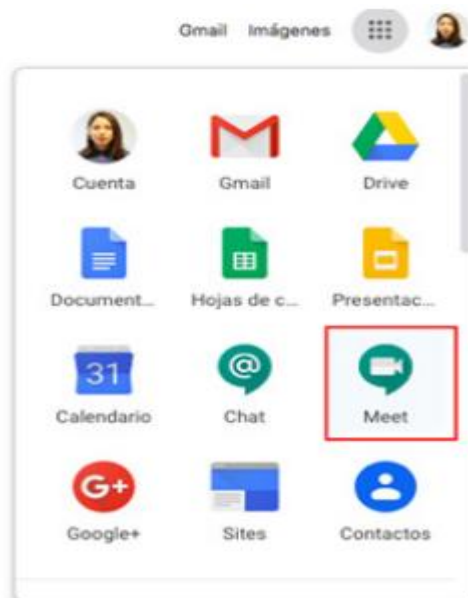 Gmail Imágenes
Cuenta Gmail Drive
Document... Hojas de c... Presentac...
31
Calendario Chat Meet
G+
Google+ Sites Contactos